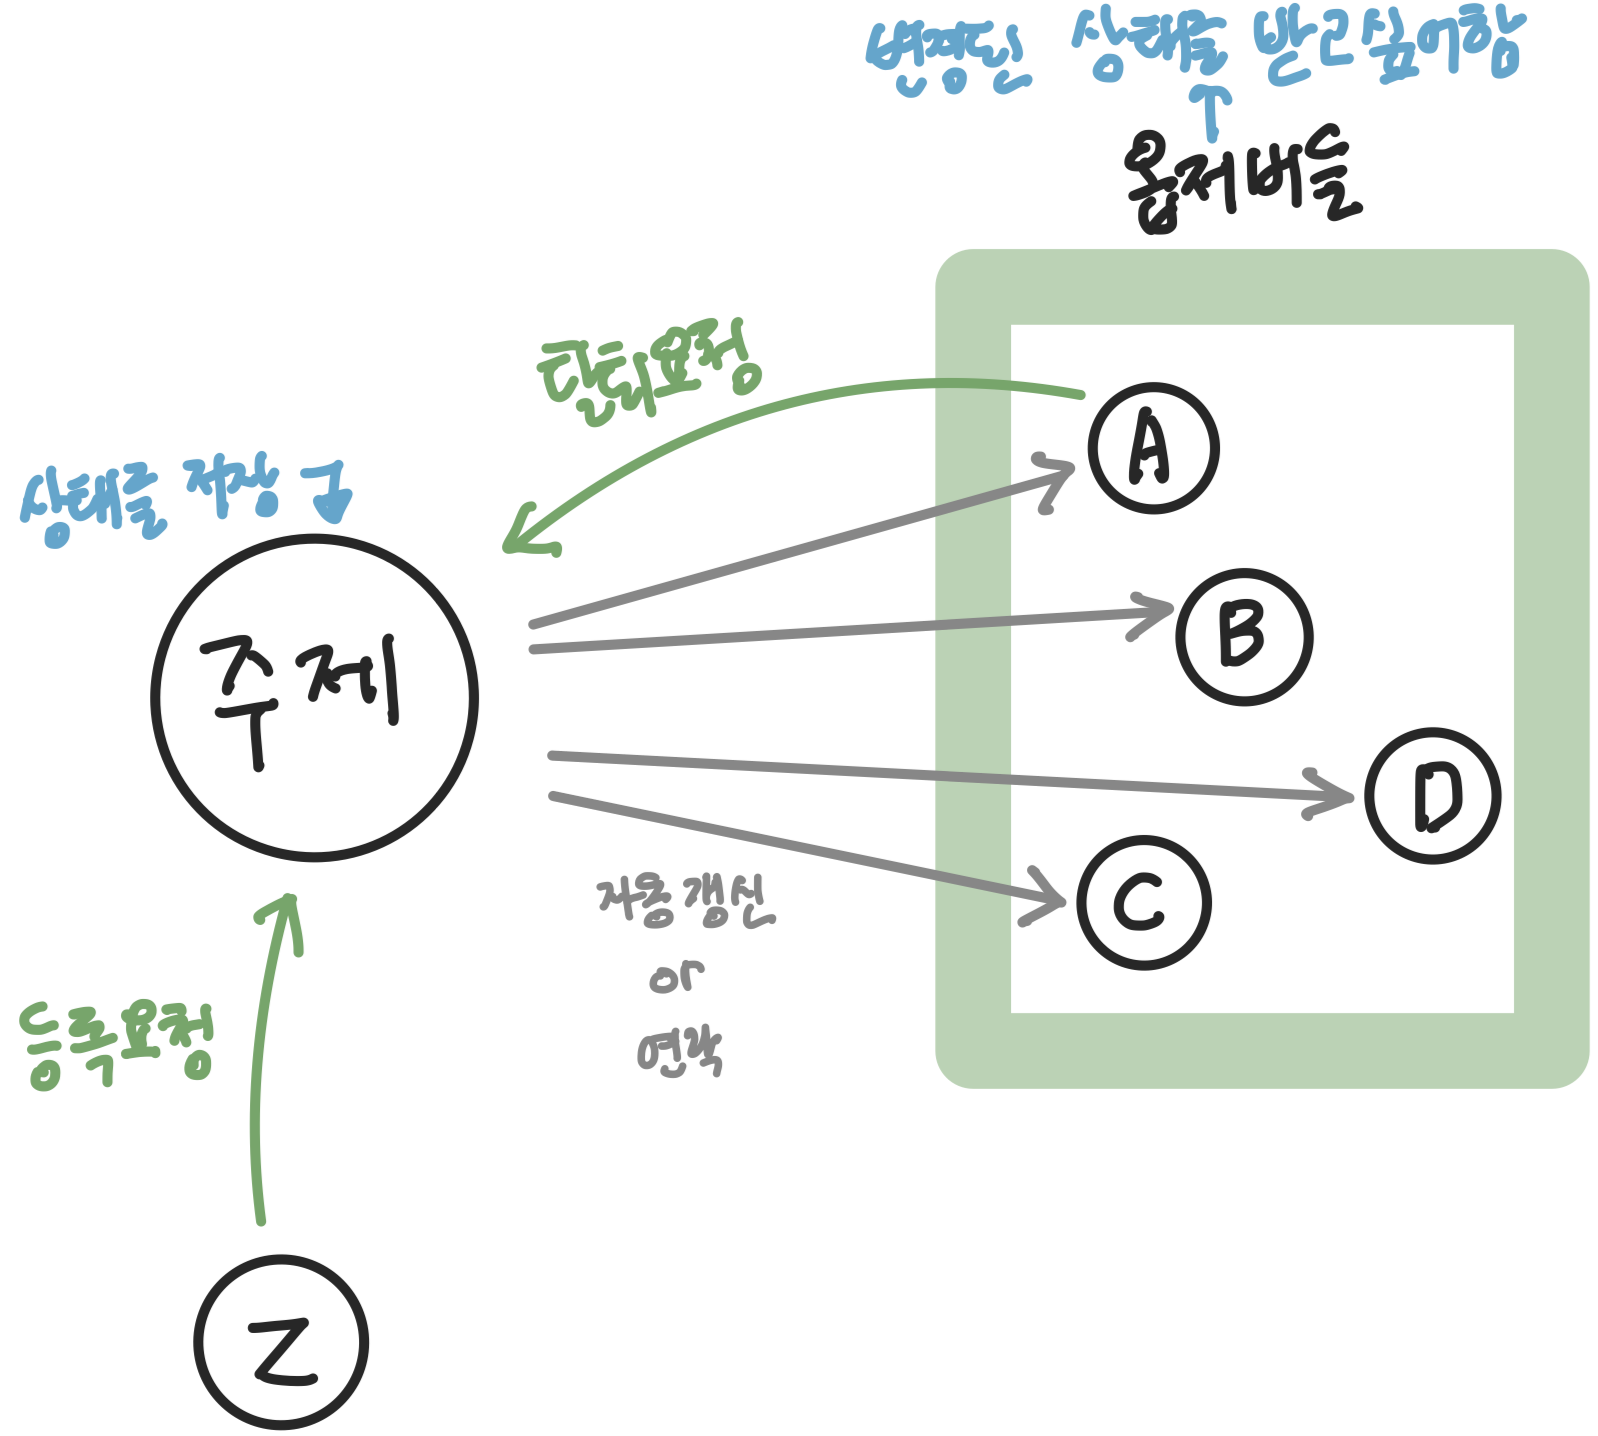 변경된 상태를 받고싶어함
옵저버들
탈퇴요청
A
상태를 저장
B
주제
D
C
자동 갱신
or
연락
등록요청
Z